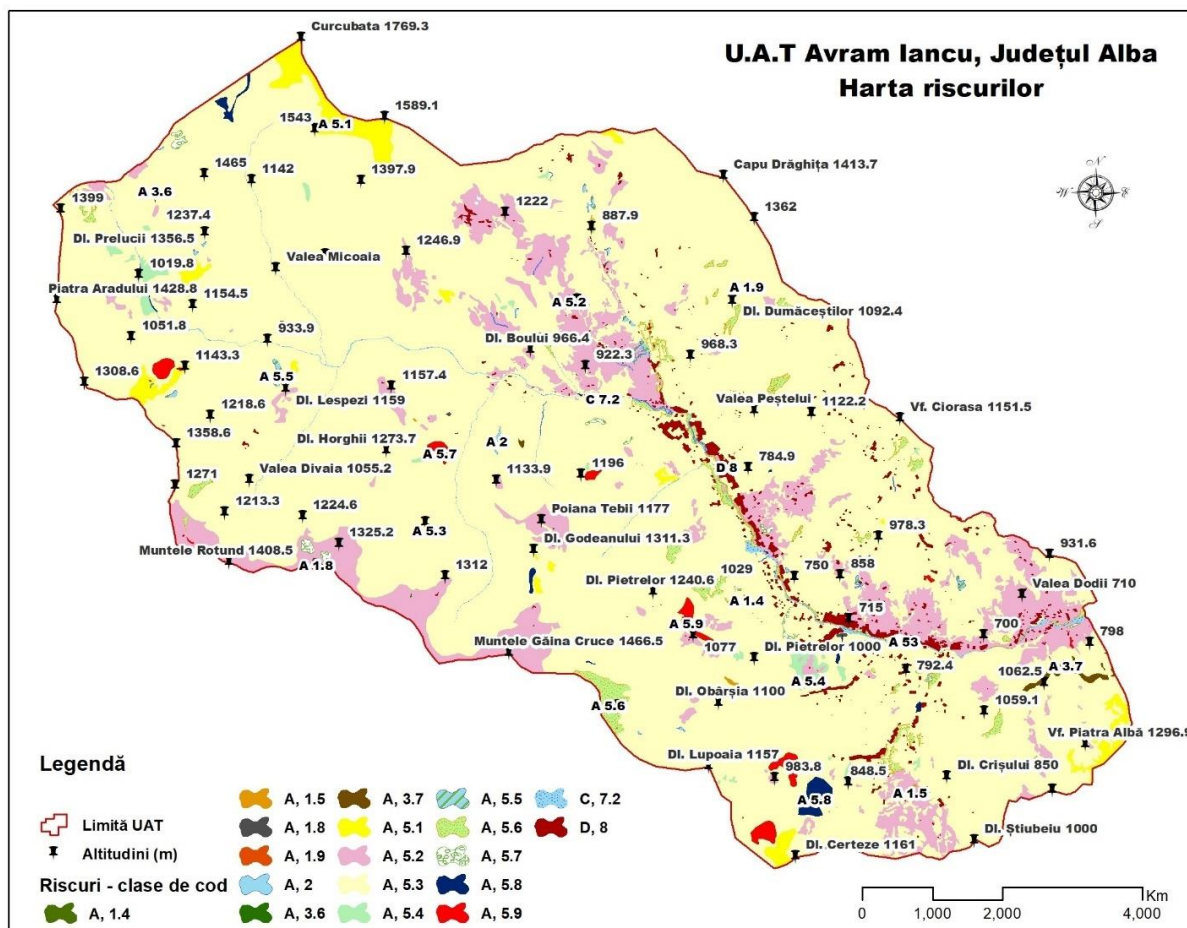 Curcubata 1769.3
U.A.T Avram Iancu, Județul Alba
Harta riscurilor
1589.1
1543
A 5.1
1465
1142
1397.9
Capu Drăghița 1413.7
N
W
E
S
A 3.6
1399
1222
1362
1237.4
887.9
Dl. Prelucii 1356.5
1246.9
Valea Micoaia
1019.8
Piatra Aradului 1428.8
1154.5
A 1.9
A 5.2
Dl. Dumăceștilor 1092.4
1051.8
933.9
Dl. Boului 966.4
968.3
1143.3
922.3
1308.6
A 5.5
1157.4
Dl. Lespezi 1159
C 7.2
Valea Peștelui
1122.2
Vf. Ciorasa 1151.5
1218.6
1358.6
Dl. Horghii 1273.7
A 2
A 5.7
D 8
784.9
1271
Valea Divaia 1055.2
1133.9
1196
1213.3
1224.6
Poiana Tebii 1177
A 5.3
978.3
1325.2
Dl. Godeanului 1311.3
Muntele Rotund 1408.5
A 1.8
931.6
1312
Dl. Pietrelor 1240.6
1029
750
858
Valea Dodii 710
A 1.4
715
A 5.9
700
Muntele Găina Cruce 1466.5
1077
Dl. Pietrelor 1000
A 53
798
792.4
1062.5
A 3.7
A 5.4
Dl. Obârșia 1100
A 5.6
1059.1
Vf. Piatra Albă 1296.9
Dl. Lupoaia 1157
983.8
848.5
Dl. Crișului 850
A 5.8
A 1.5
Dl. Știubeiu 1000
Dl. Certeze 1161
Legendă
Limită UAT
Altitudini (m)
Riscuri - clase de cod
A, 1.4
A, 1.5
A, 1.8
A, 1.9
A, 2
A, 3.6
A, 3.7
A, 5.1
A, 5.2
A, 5.3
A, 5.4
A, 5.5
A, 5.6
A, 5.7
A, 5.8
A, 5.9
C, 7.2
D, 8
Km
0
1,000
2,000
4,000